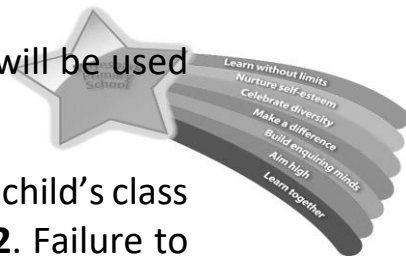 will be used
School
Learn without limits
Nurture self-esteem
Celebrate diversity
Make a difference
Build enquiring minds
Aim high
Learn together
child's class
2. Failure to